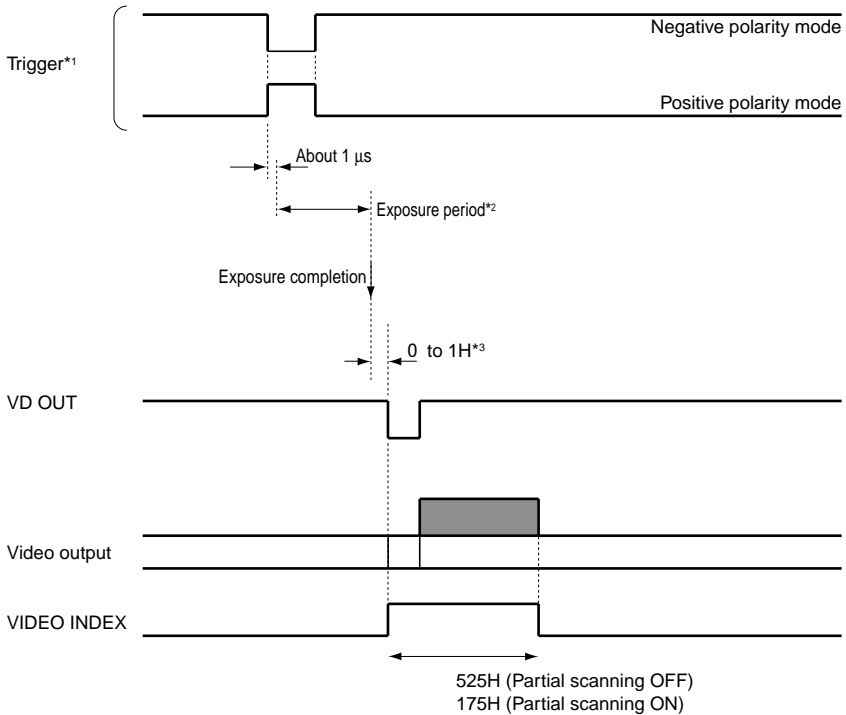 Negative polarity mode
Trigger*1
Positive polarity mode
About 1 μs
Exposure period*2
Exposure completion
0 to 1H*3
VD OUT
Video output
VIDEO INDEX
525H (Partial scanning OFF)
175H (Partial scanning ON)